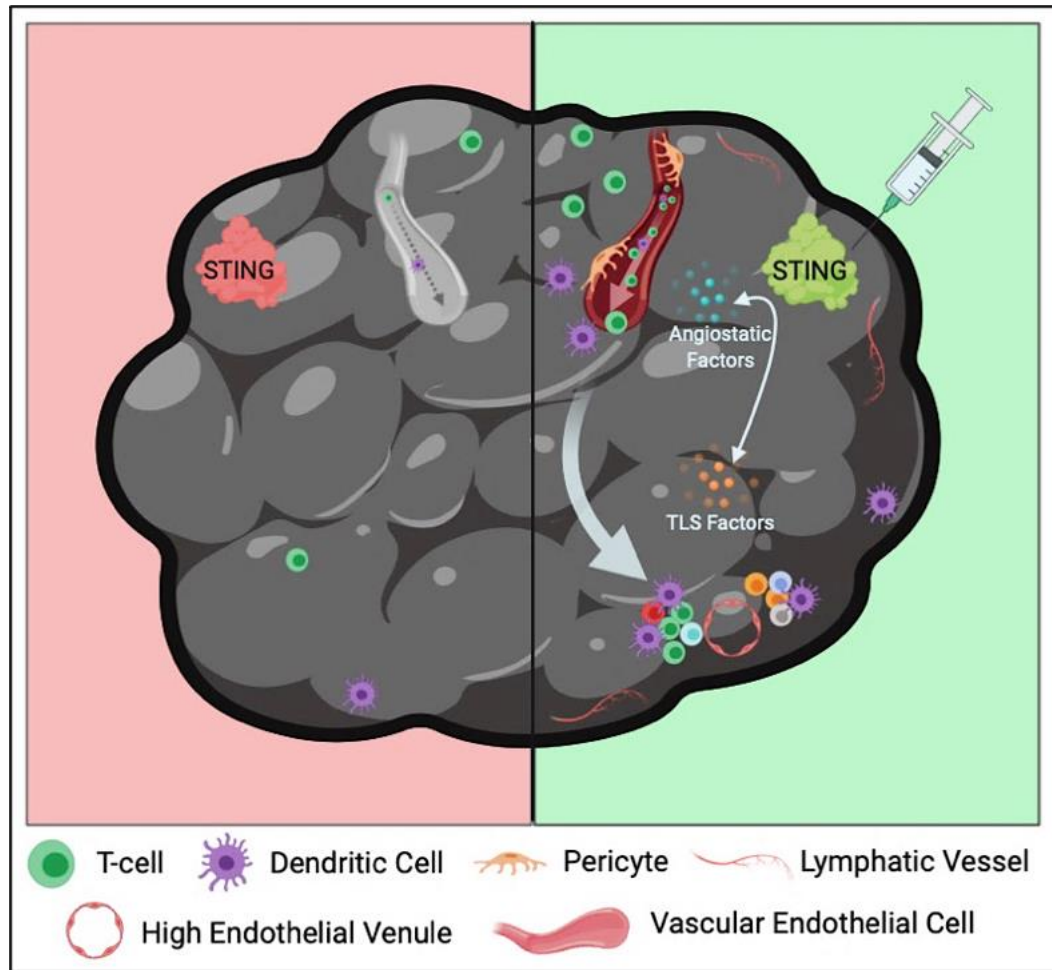 STING
STING
Angiostatic
Factors
TLS Factors
T-cell
Dendritic Cell
Pericyte
Lymphatic Vessel
High Endothelial Venule
Vascular Endothelial Cell